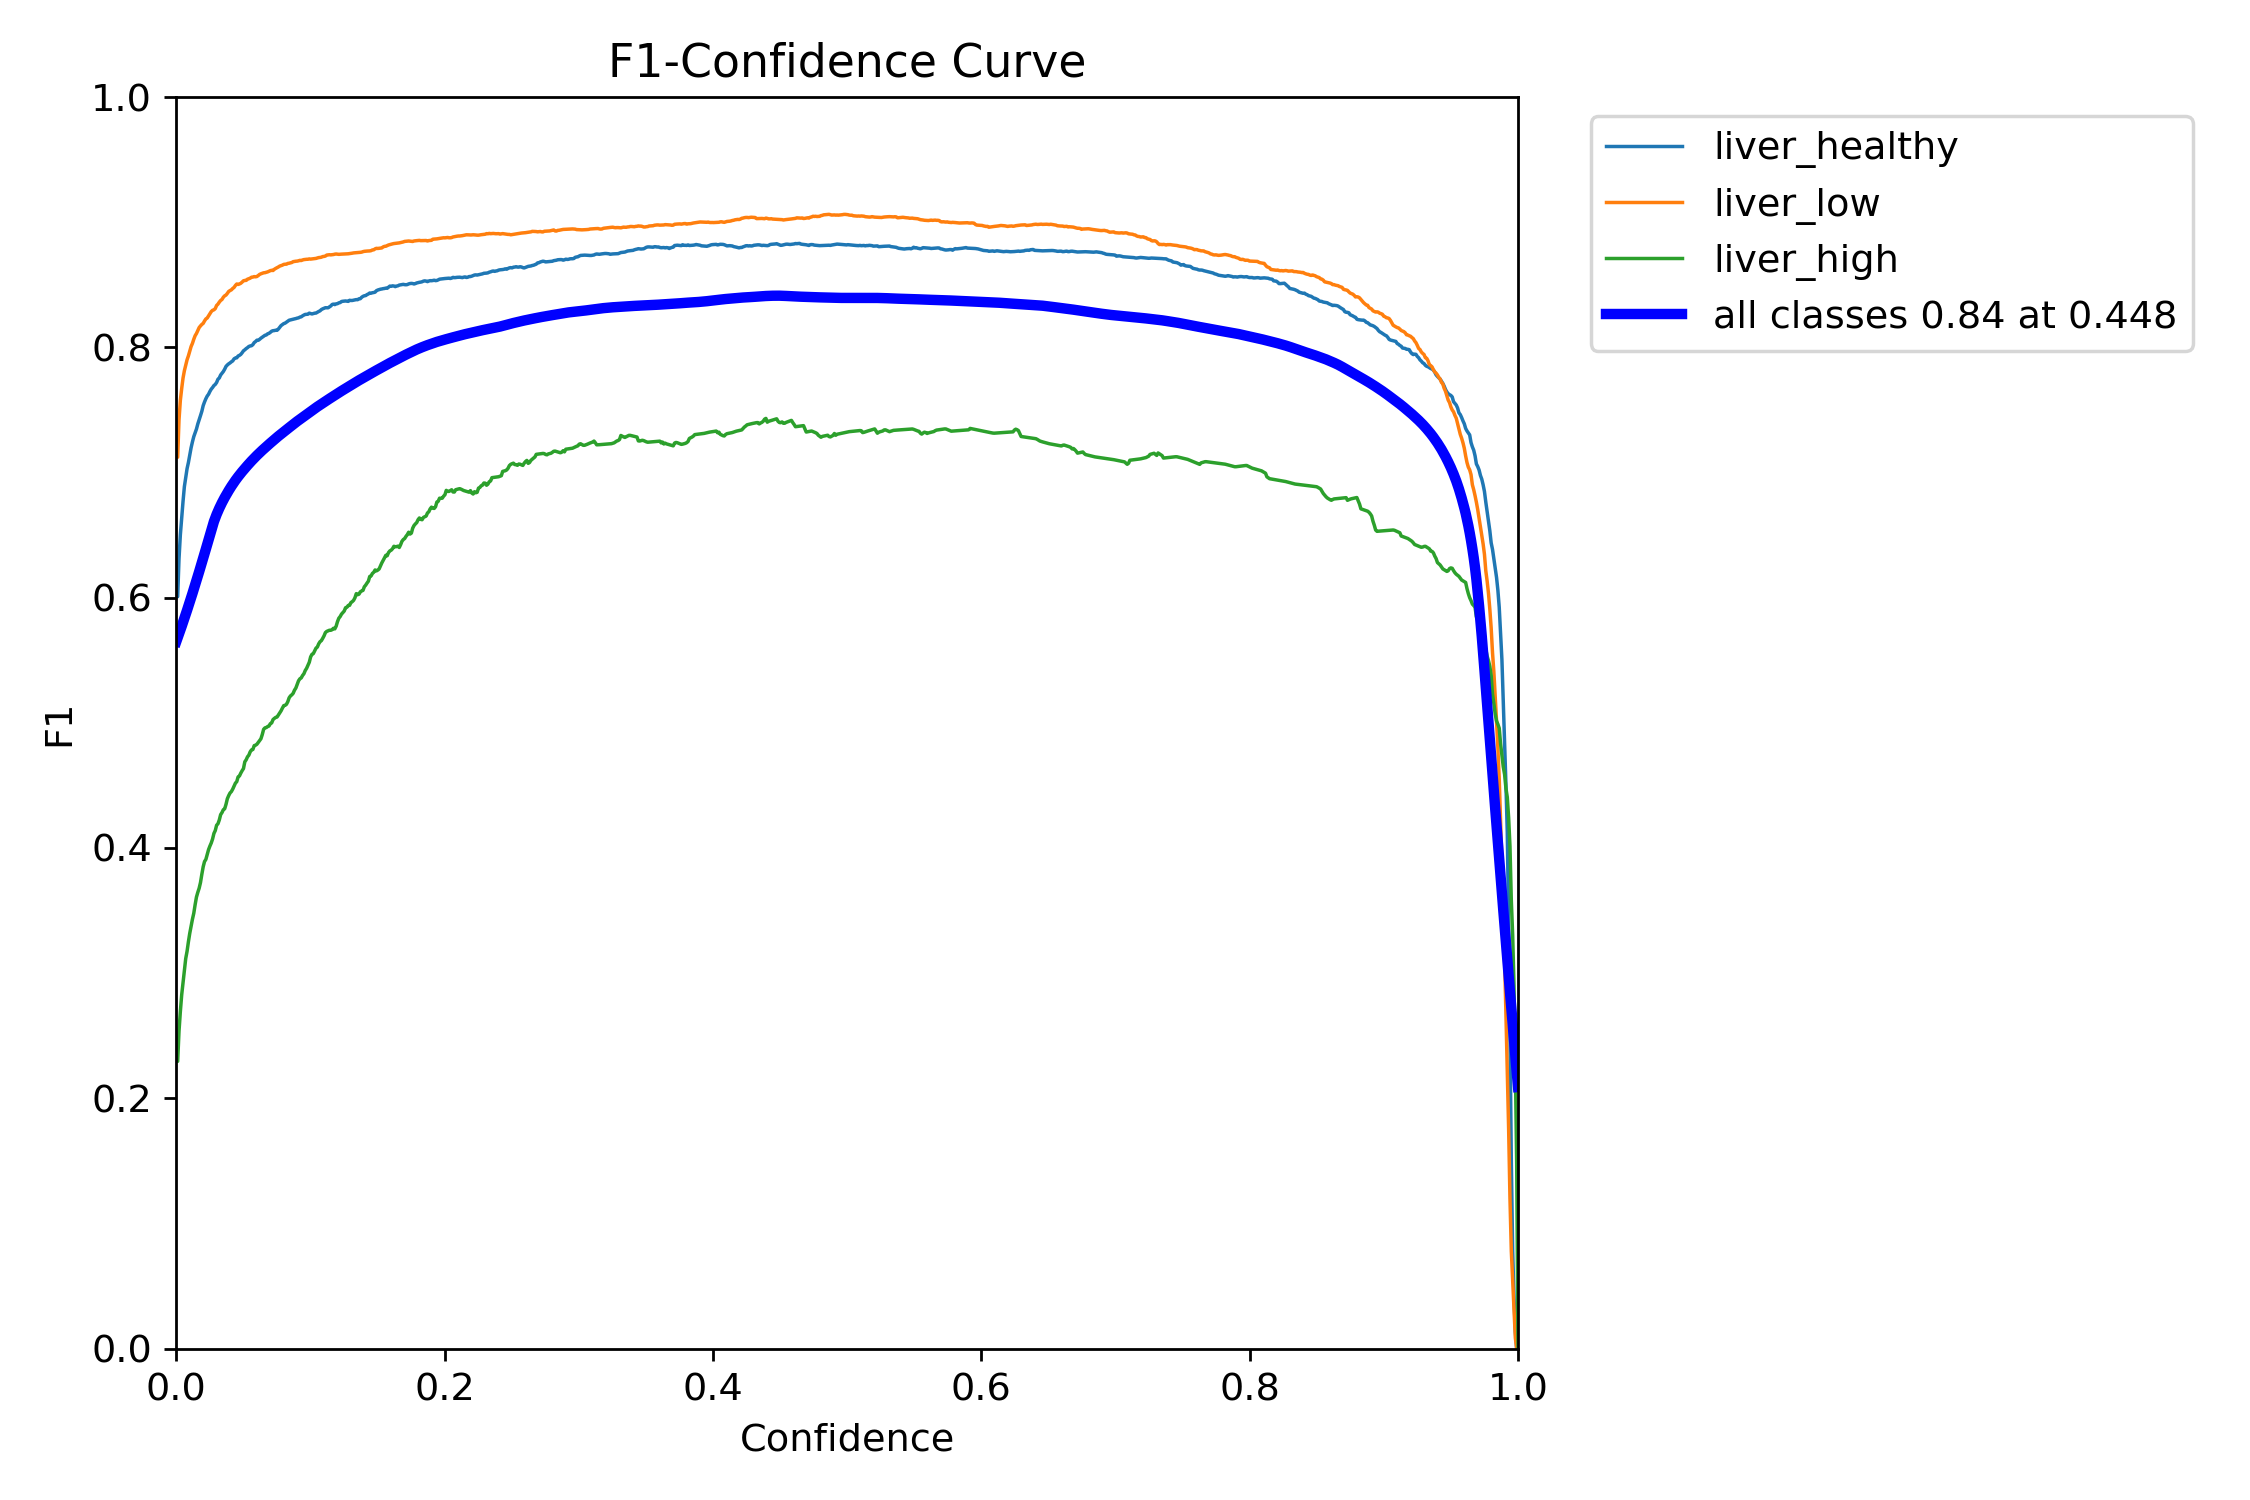 F1-Confidence Curve
1.0
0.8
0.6
0.4
0.2
0.0
F1
0.0 0.2 0.4 0.6 0.8 1.0
Confidence
liver_healthy
liver_low
liver_high
all classes 0.84 at 0.448